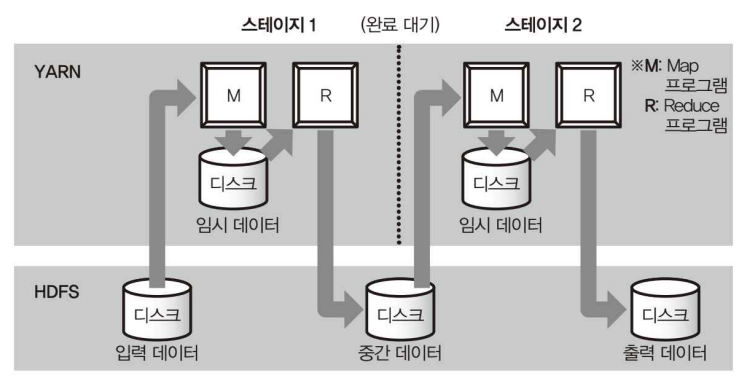 스테이지 1 (완료 대기) 스테이지 2
YARN
※M: Map
프로그램
R: Reduce
프로그램
M R M R
디스크 디스크
임시 데이터 임시 데이터
HDFS
디스크 디스크 디스크
입력 데이터 중간 데이터 출력 데이터